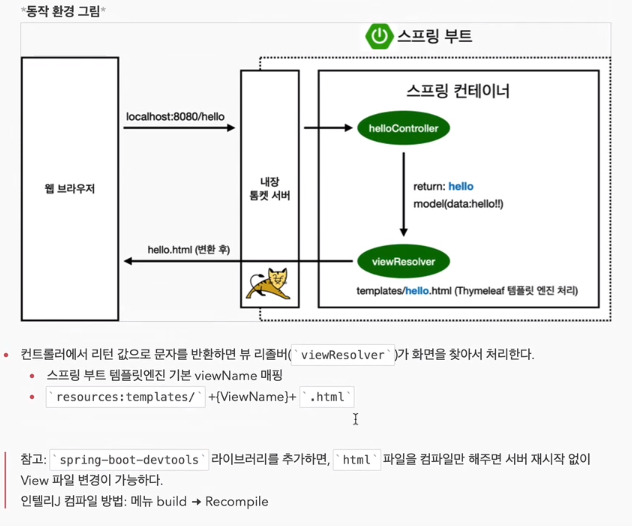 *동작 환경 그림*
스프링 부트
스프링 컨테이너
localhost:8080/hello
helloController
웹 브라우저
내장
톰켓 서버
return: hello
model(data:hello!!)
hello.html (변환 후)
viewResolver
templates/hello.html (Thymeleaf 템플릿 엔진 처리)
컨트롤러에서 리턴 값으로 문자를 반환하면 뷰 리졸버(`viewResolver`)가 화면을 찾아서 처리한다.
스프링 부트 템플릿엔진 기본 viewName 매핑
`resources:templates/` +{ViewName}+ `.html`
참고: `spring-boot-devtools` 라이브러리를 추가하면, `html` 파일을 컴파일만 해주면 서버 재시작 없이
View 파일 변경이 가능하다.
인텔리J 컴파일 방법: 메뉴 build → Recompile